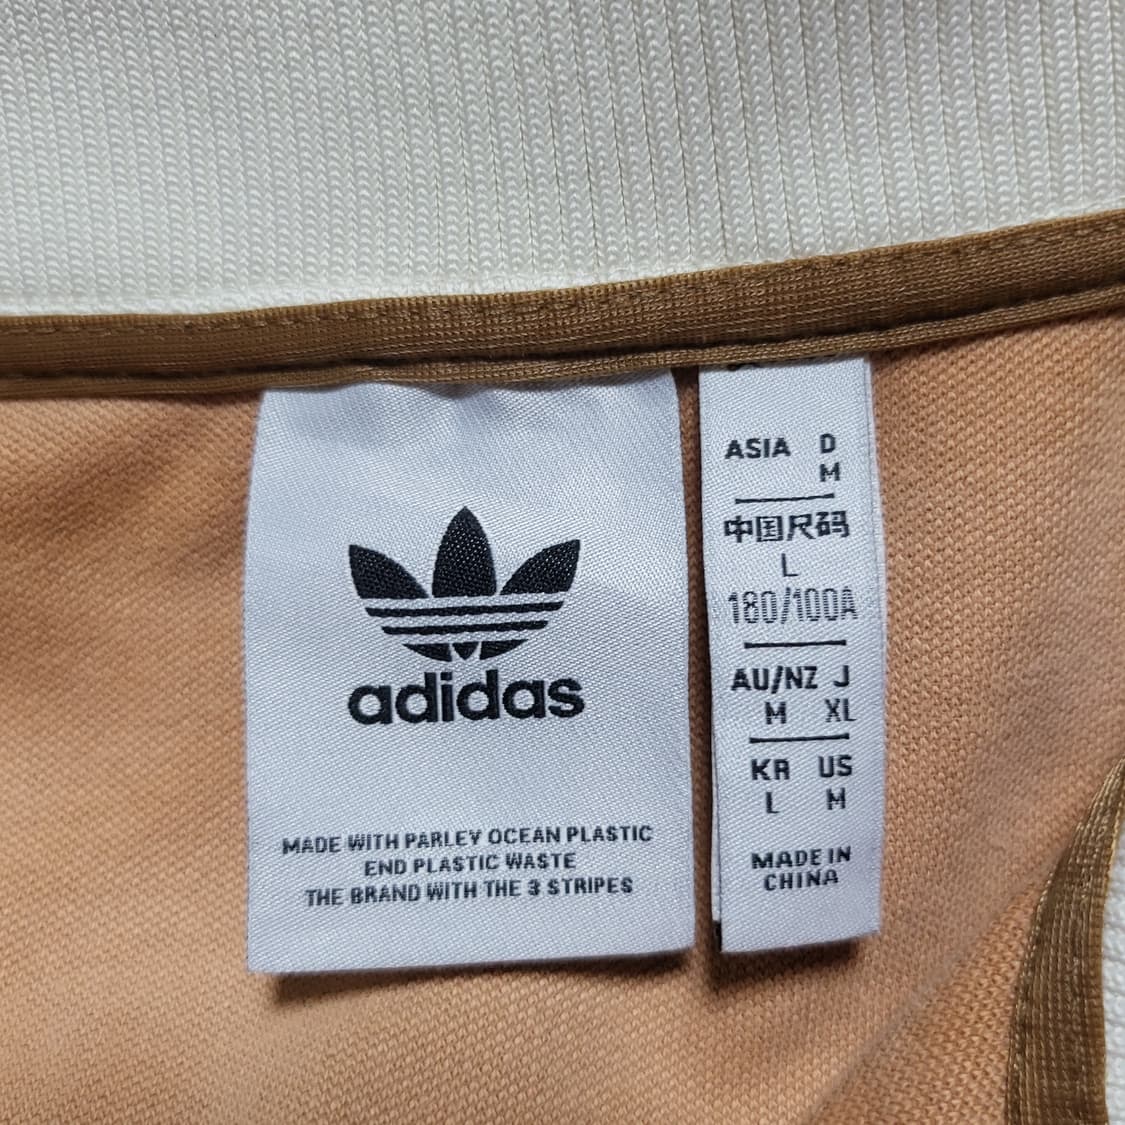 adidas
MADE WITH PARLEY OCEAN PLASTIC
END PLASTIC WASTE
THE BRAND WITH THE 3 STRIPES
ASIA D
M
中国尺码
L
180/100A
AU/NZ J
M XL
KR US
L M
MADE IN
CHINA